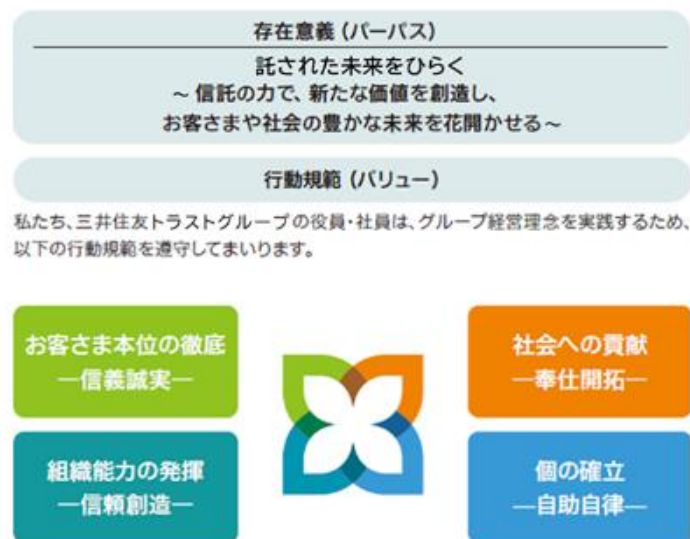 存在意義(パーパス)
託された未来をひらく
~信託の力で、新たな価値を創造し、
お客さまや社会の豊かな未来を花開かせる~
行動規範(バリュー)
私たち、三井住友トラストグループの役員・社員は、グループ経営理念を実践するため、
以下の行動規範を遵守してまいります。
お客さま本位の徹底
―信義誠実―
社会への貢献
―奉仕開拓―
組織能力の発揮
―信頼創造―
個の確立
―自助自律―